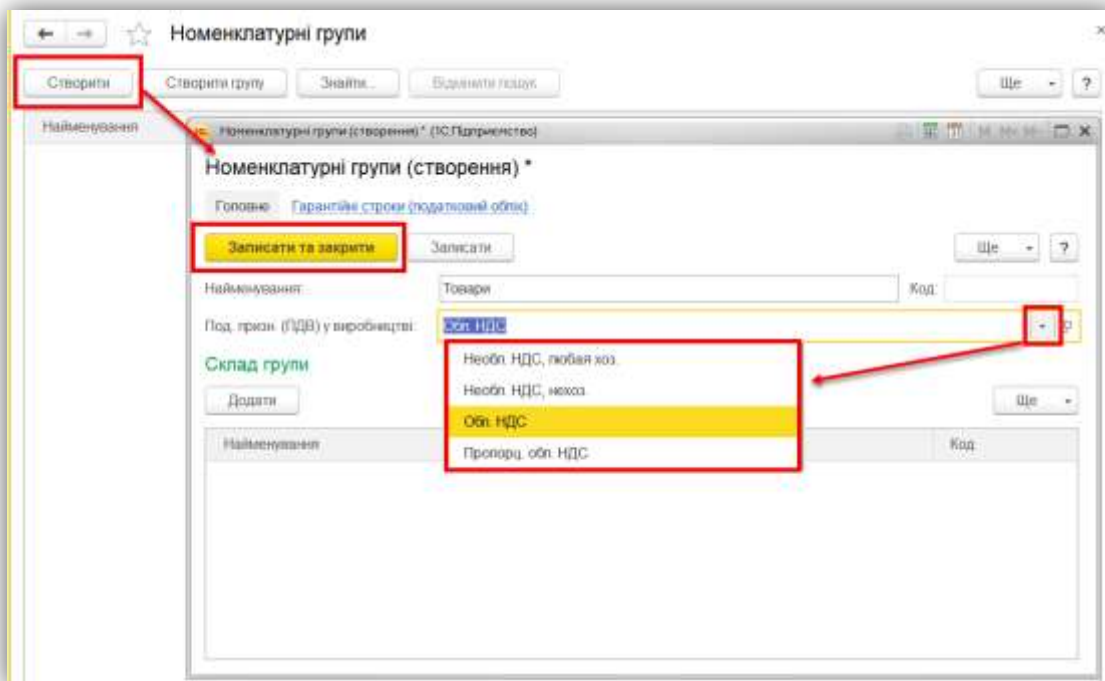 Номенклатурні групи
Створити Створити групу Знайти... Відмінити пошук Ще ?
Найменування
Номенклатурні групи (створення) * (1С:Підприємство)
Номенклатурні групи (створення) *
Головне Гарантійні строки (податковий облік)
Записати та закрити Записати Ще ?
Найменування: Товари Код:
Под. призн. (ПДВ) у виробництві: Обл. НДС
Необл. НДС, любая хоз.
Необл. НДС, нехоз.
Обл. НДС
Пропорц. обл. НДС
Склад групи
Додати Ще
Найменування Код